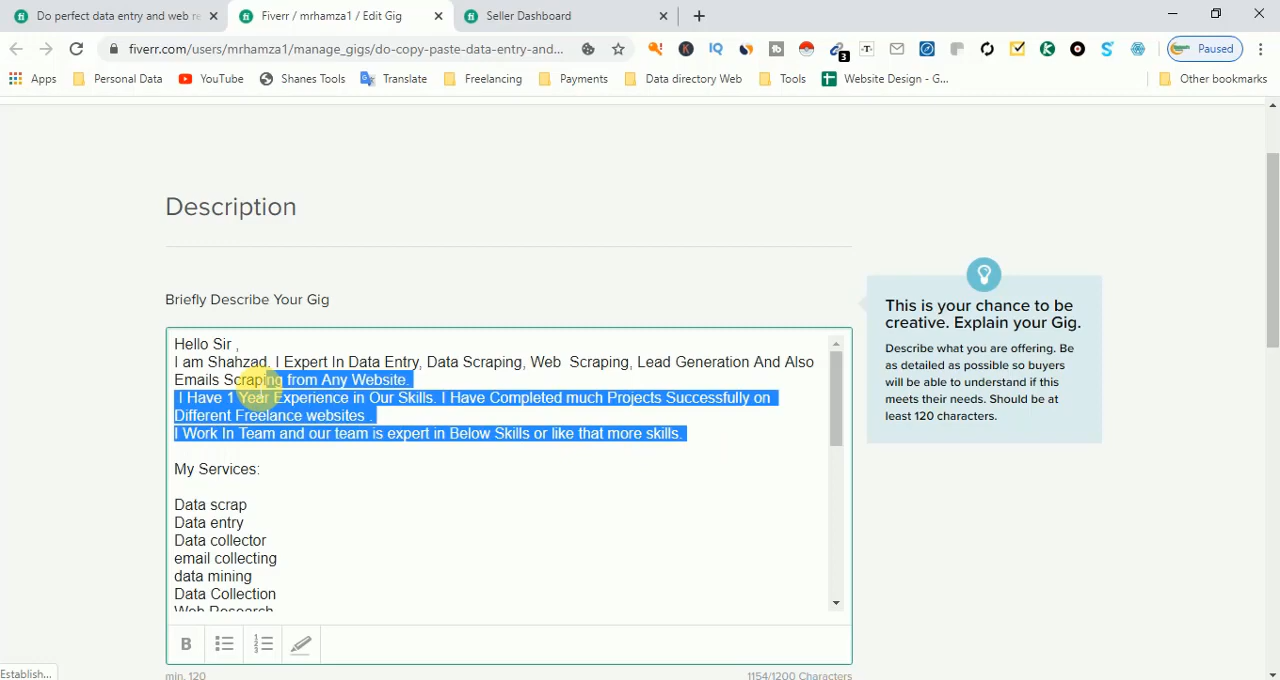 Do perfect data entry and web re
Fiverr / mrhamza1 / Edit Gig
Seller Dashboard
fiverr.com/users/mrhamza1/manage_gigs/do-copy-paste-data-entry-and-...
3
Paused
Apps
Personal Data
YouTube
Shanes Tools
Translate
Freelancing
Payments
Data directory Web
Tools
Website Design - G...
Other bookmarks
Description
Briefly Describe Your Gig
Hello Sir ,
I am Shahzad. I Expert In Data Entry, Data Scraping, Web  Scraping, Lead Generation And Also
Emails Scraping from Any Website.
I Have 1 Year Experience in Our Skills. I Have Completed much Projects Successfully on
Different Freelance websites .
I Work In Team and our team is expert in Below Skills or like that more skills.
My Services:
Data scrap
Data entry
Data collector
email collecting
data mining
Data Collection
Web Research
B
min. 120
1154/1200 Characters
This is your chance to be
creative. Explain your Gig.
Describe what you are offering. Be
as detailed as possible so buyers
will be able to understand if this
meets their needs. Should be at
least 120 characters.
Establish...